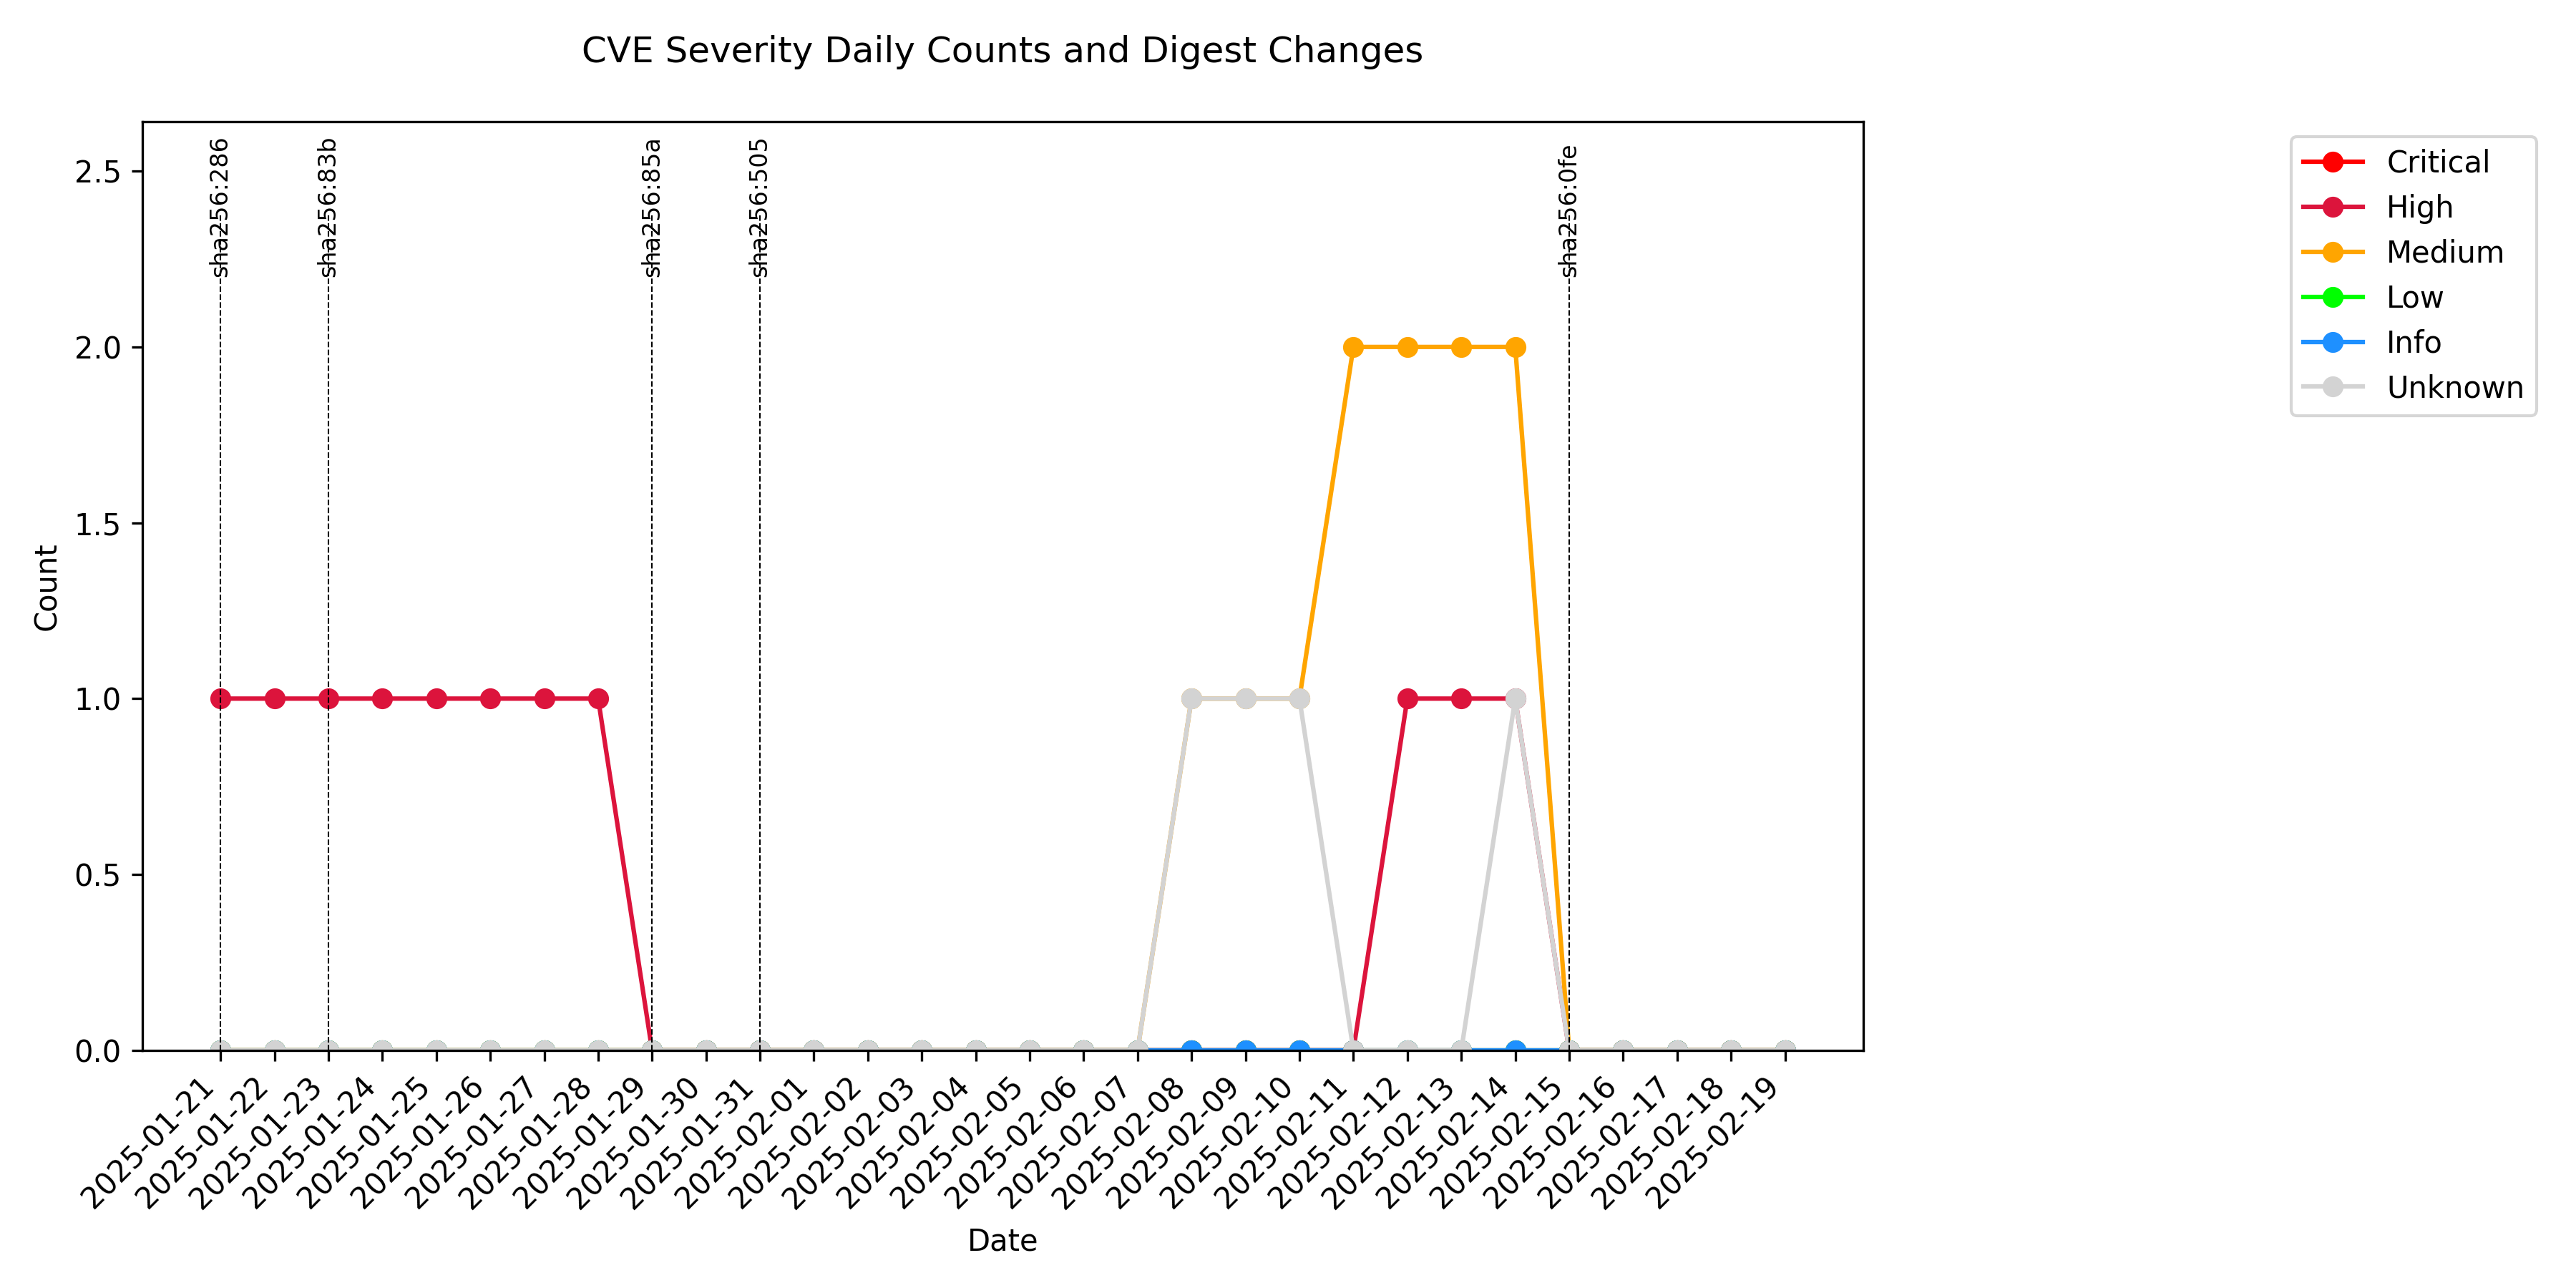 CVE Severity Daily Counts and Digest Changes
sha256:286
sha256:83b
sha256:85a
sha256:505
sha256:0fe
Critical
High
Medium
Low
Info
Unknown
2.5
2.0
1.5
1.0
0.5
0.0
Count
2025-01-21
2025-01-22
2025-01-23
2025-01-24
2025-01-25
2025-01-26
2025-01-27
2025-01-28
2025-01-29
2025-01-30
2025-01-31
2025-02-01
2025-02-02
2025-02-03
2025-02-04
2025-02-05
2025-02-06
2025-02-07
2025-02-08
2025-02-09
2025-02-10
2025-02-11
2025-02-12
2025-02-13
2025-02-14
2025-02-15
2025-02-16
2025-02-17
2025-02-18
2025-02-19
Date